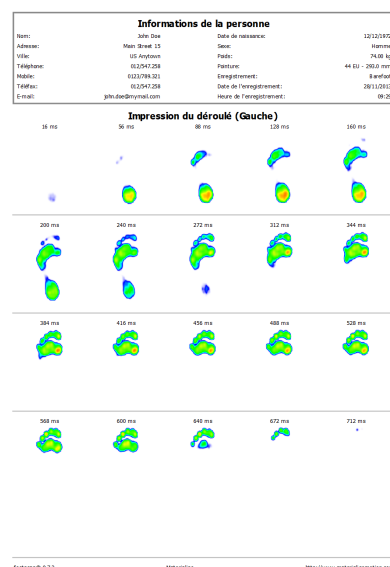 Informations de la personne
Nom: John Doe Date de naissance: 12/12/1972
Adresse: Main Street 15 Sexe: Homme
Ville: US Anytown Poids: 74.00 kg
Téléphone: 012/547.258 Pointure: 44 EU - 293.0 mm
Mobile: 0123/789.321 Enregistrement: Barefoot
Téléfax: 012/547.258 Date de l'enregistrement: 28/11/2013
E-mail: john.doe@mymail.com Heure de l'enregistrement: 09:29
Impression du déroulé (Gauche)
16 ms 56 ms 88 ms 128 ms 160 ms
200 ms 240 ms 272 ms 312 ms 344 ms
384 ms 416 ms 456 ms 488 ms 528 ms
568 ms 600 ms 640 ms 672 ms 712 ms